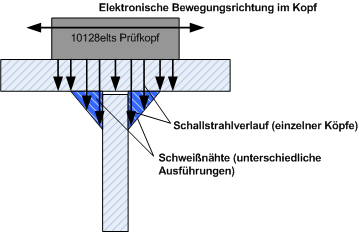 Elektronische Bewegungsrichtung im Kopf
10128elts Prüfkopf
Schallstrahlverlauf (einzelner Köpfe)
Schweißnähte (unterschiedliche
Ausführungen)